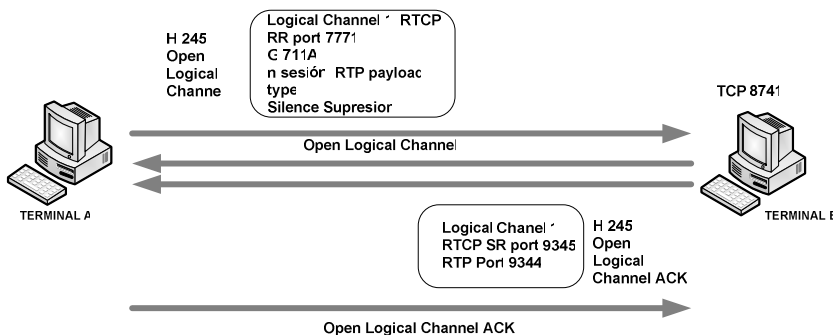 H 245
Open
Logical
Channe
Logical Channel 1 RTCP
RR port 7771
G 711A
n sesión RTP payload
type
Silence Supresior
TCP 8741
Open Logical Channel
TERMINAL A
TERMINAL B
Logical Chanel 1
RTCP SR port 9345
RTP Port 9344
H 245
Open
Logical
Channel ACK
Open Logical Channel ACK